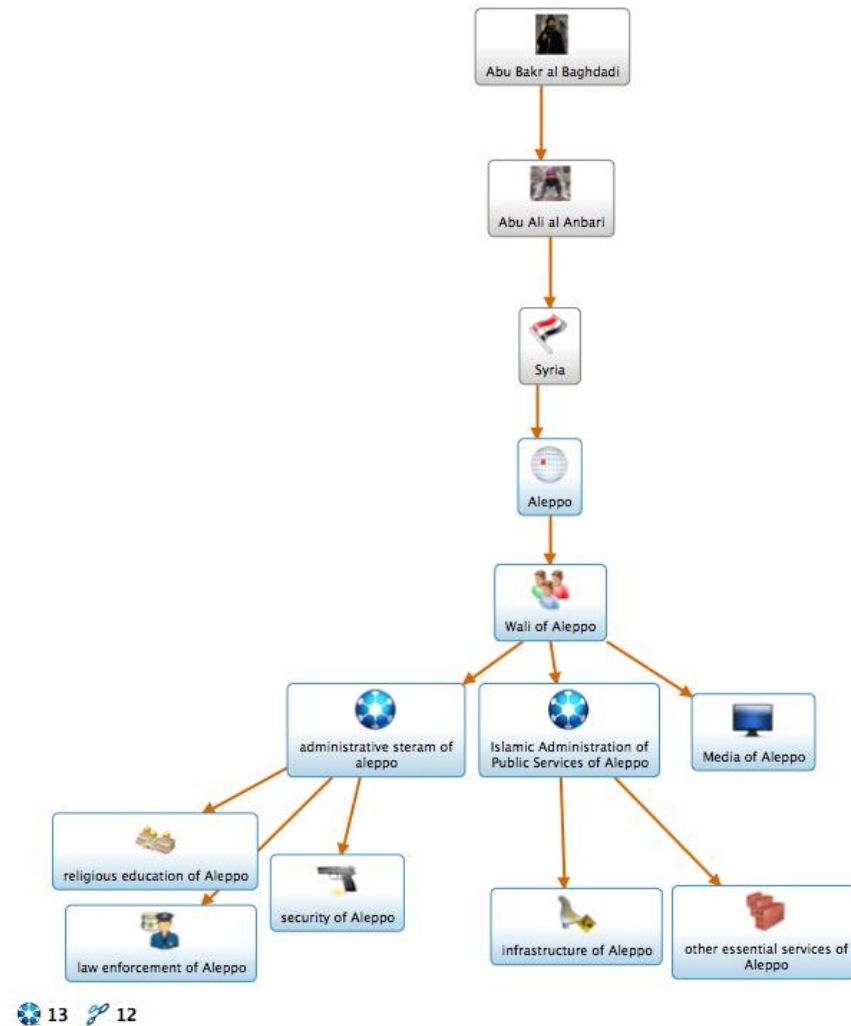 Abu Bakr al Baghdadi
Abu Ali al Anbari
Syria
Aleppo
Wali of Aleppo
administrative steram of
aleppo
Islamic Administration of
Public Services of Aleppo
Media of Aleppo
religious education of Aleppo
security of Aleppo
law enforcement of Aleppo
infrastructure of Aleppo
other essential services of
Aleppo
13 12